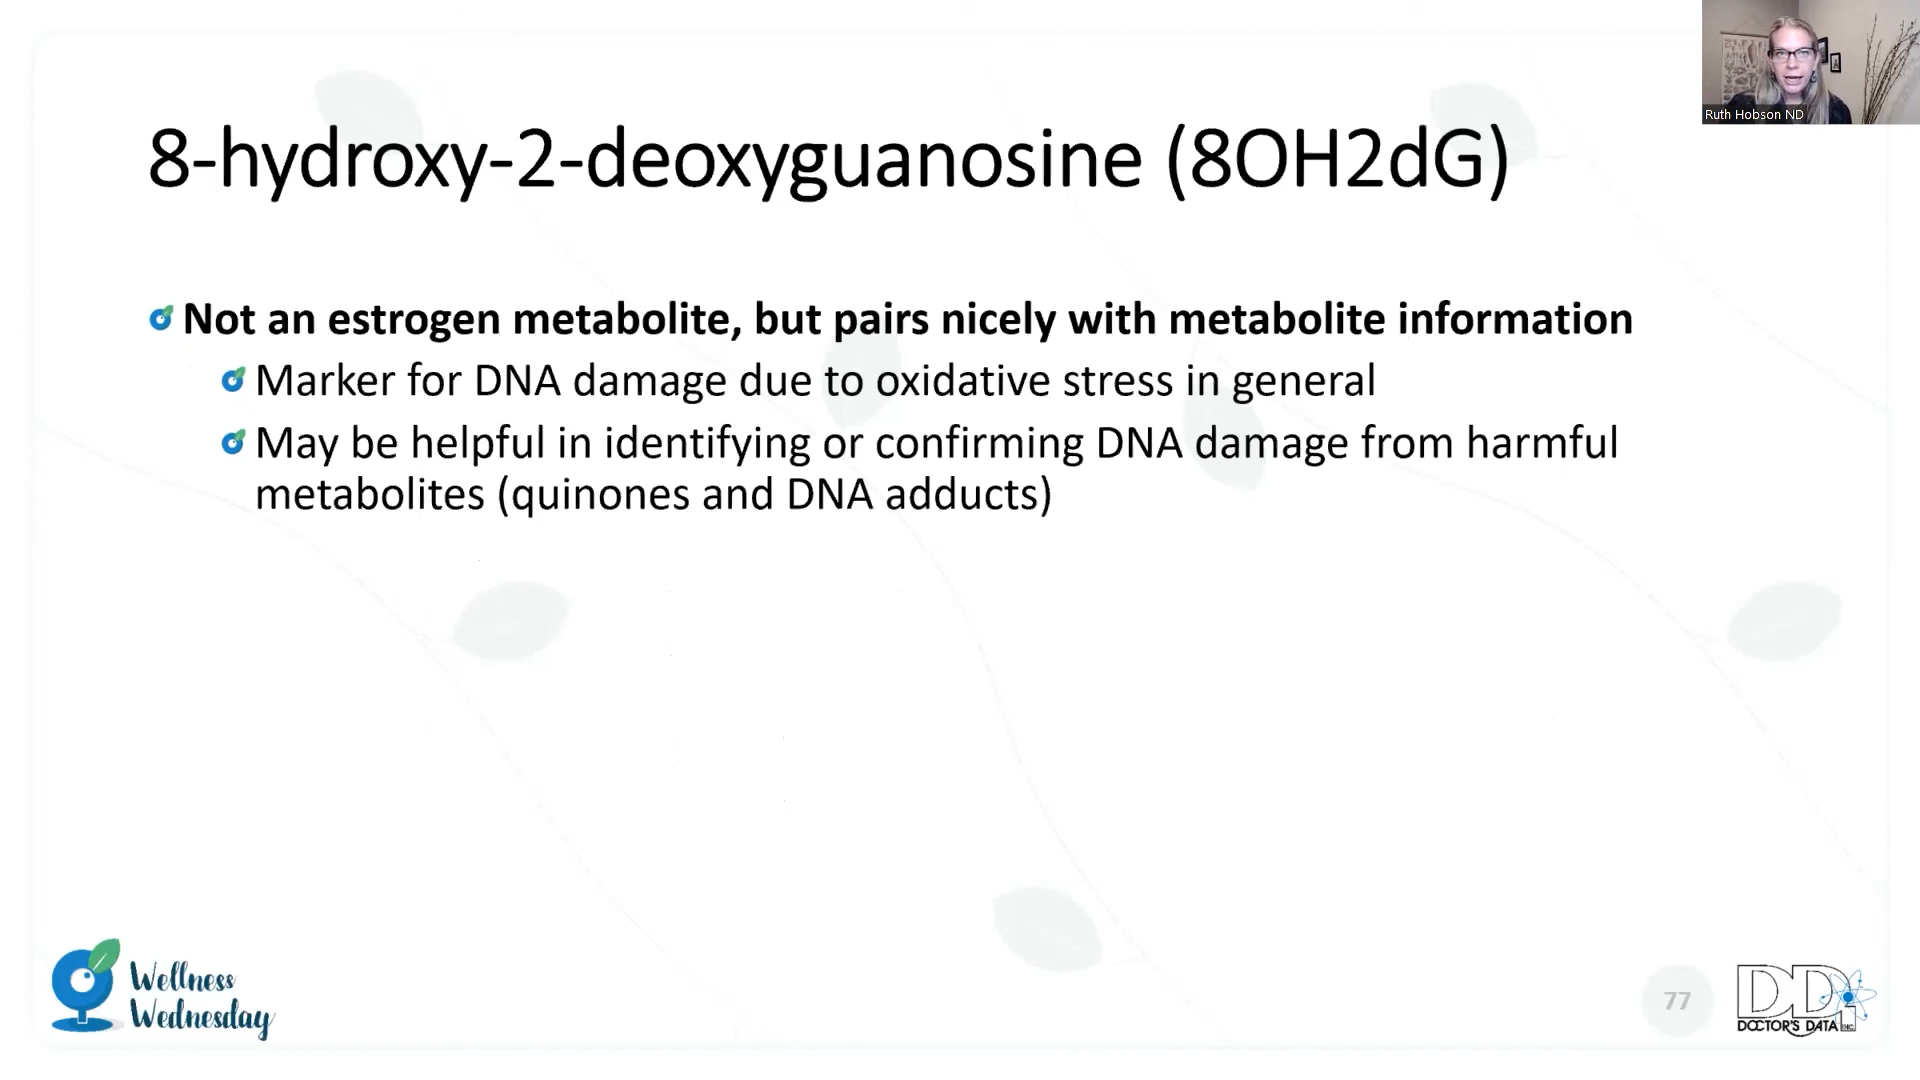 Ruth Hobson ND
8-hydroxy-2-deoxyguanosine (8OH2dG)
Not an estrogen metabolite, but pairs nicely with metabolite information
Marker for DNA damage due to oxidative stress in general
May be helpful in identifying or confirming DNA damage from harmful
metabolites (quinones and DNA adducts)
Wellness
Wednesday
77
DDI
DOCTOR'S DATA INC.